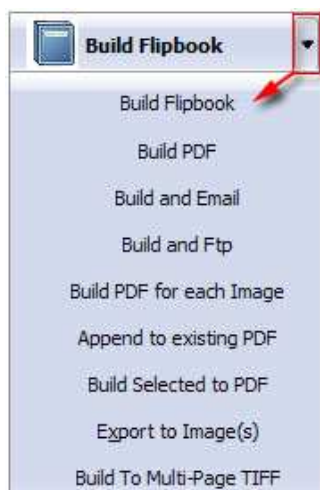 Build Flipbook
Build Flipbook
Build PDF
Build and Email
Build and Ftp
Build PDF for each Image
Append to existing PDF
Build Selected to PDF
Export to Image(s)
Build To Multi-Page TIFF